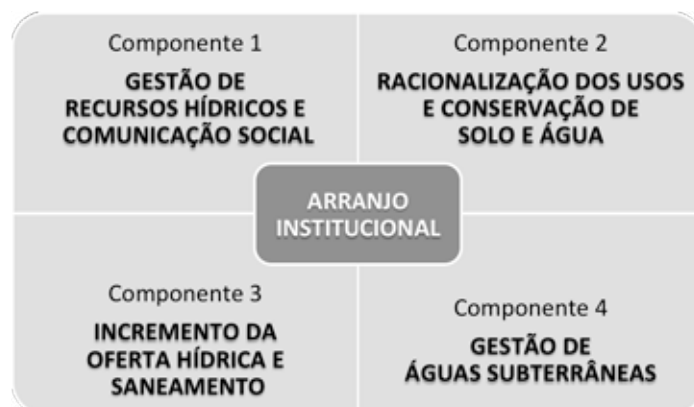 Componente 1
GESTÃO DE
RECURSOS HÍDRICOS E
COMUNICAÇÃO SOCIAL
Componente 2
RACIONALIZAÇÃO DOS USOS
E CONSERVAÇÃO DE
SOLO E ÁGUA
ARRANJO
INSTITUCIONAL
Componente 3
INCREMENTO DA
OFERTA HÍDRICA E
SANEAMENTO
Componente 4
GESTÃO DE
ÁGUAS SUBTERRÂNEAS